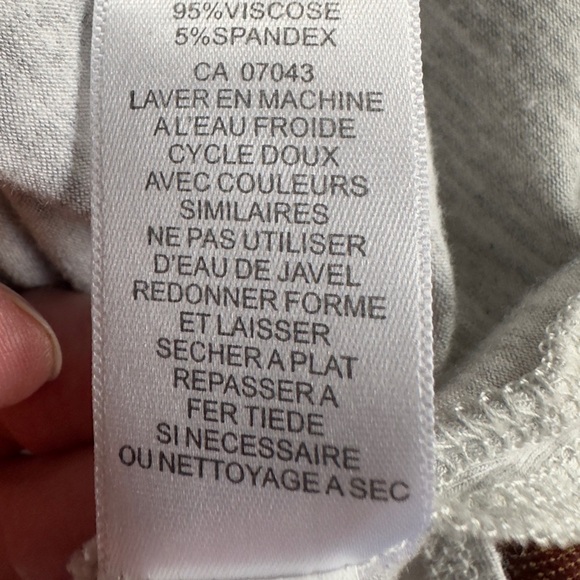 95%VISCOSE
5%SPANDEX
CA 07043
LAVER EN MACHINE
A L'EAU FROIDE
CYCLE DOUX
AVEC COULEURS
SIMILAIRES
NE PAS UTILISER
D'EAU DE JAVEL
REDONNER FORME
ET LAISSER
SECHER A PLAT
REPASSER A
FER TIEDE
SI NECESSAIRE
OU NETTOYAGE A SEC